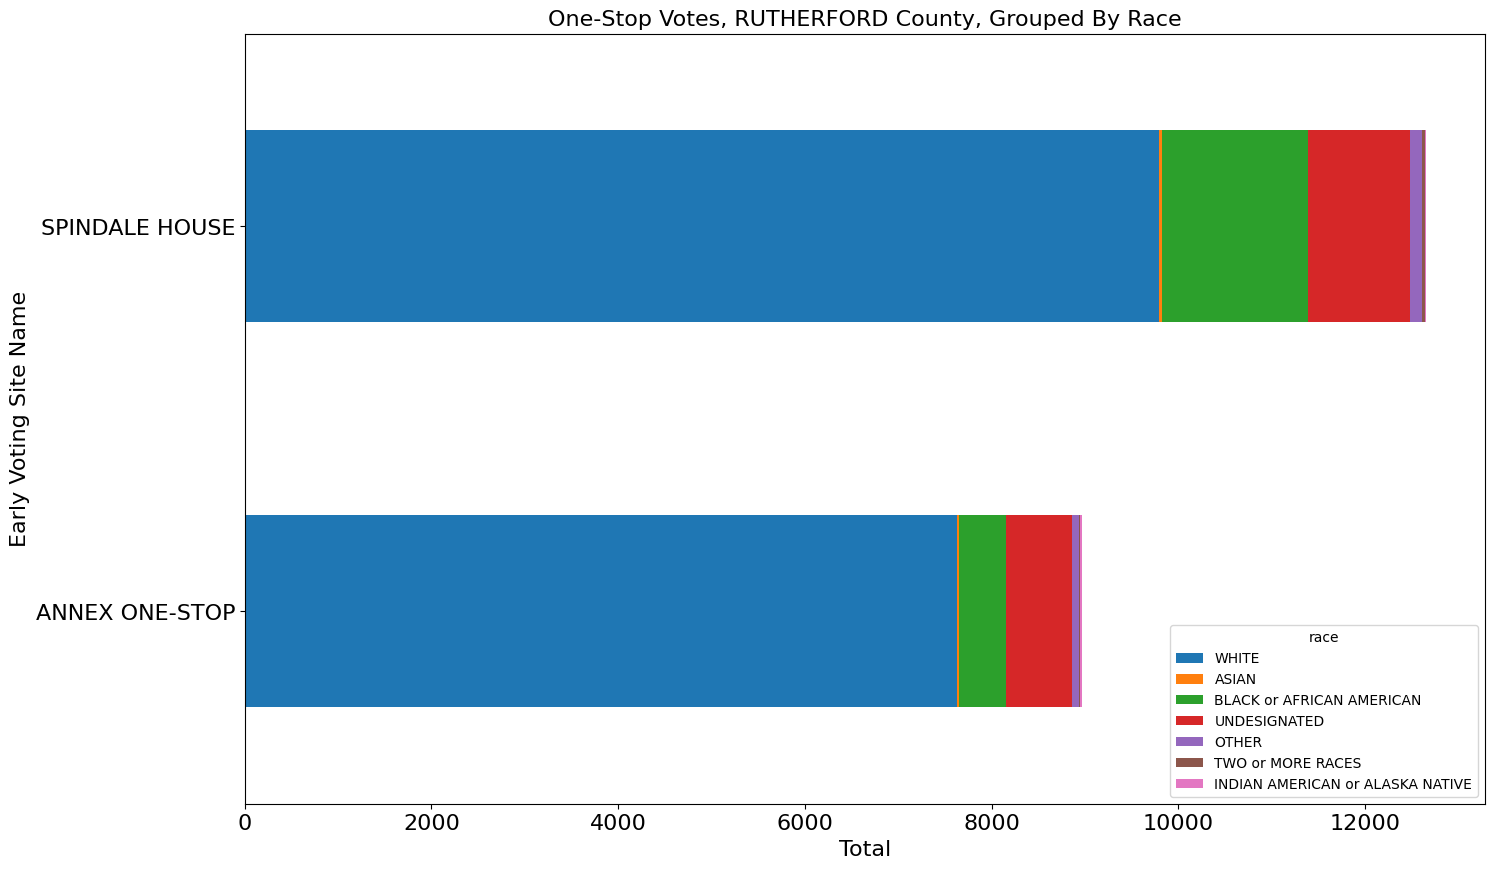 One-Stop Votes, RUTHERFORD County, Grouped By Race
Early Voting Site Name
SPINDALE HOUSE
ANNEX ONE-STOP
race
WHITE
ASIAN
BLACK or AFRICAN AMERICAN
UNDESIGNATED
OTHER
TWO or MORE RACES
INDIAN AMERICAN or ALASKA NATIVE
0 2000 4000 6000 8000 10000 12000
Total